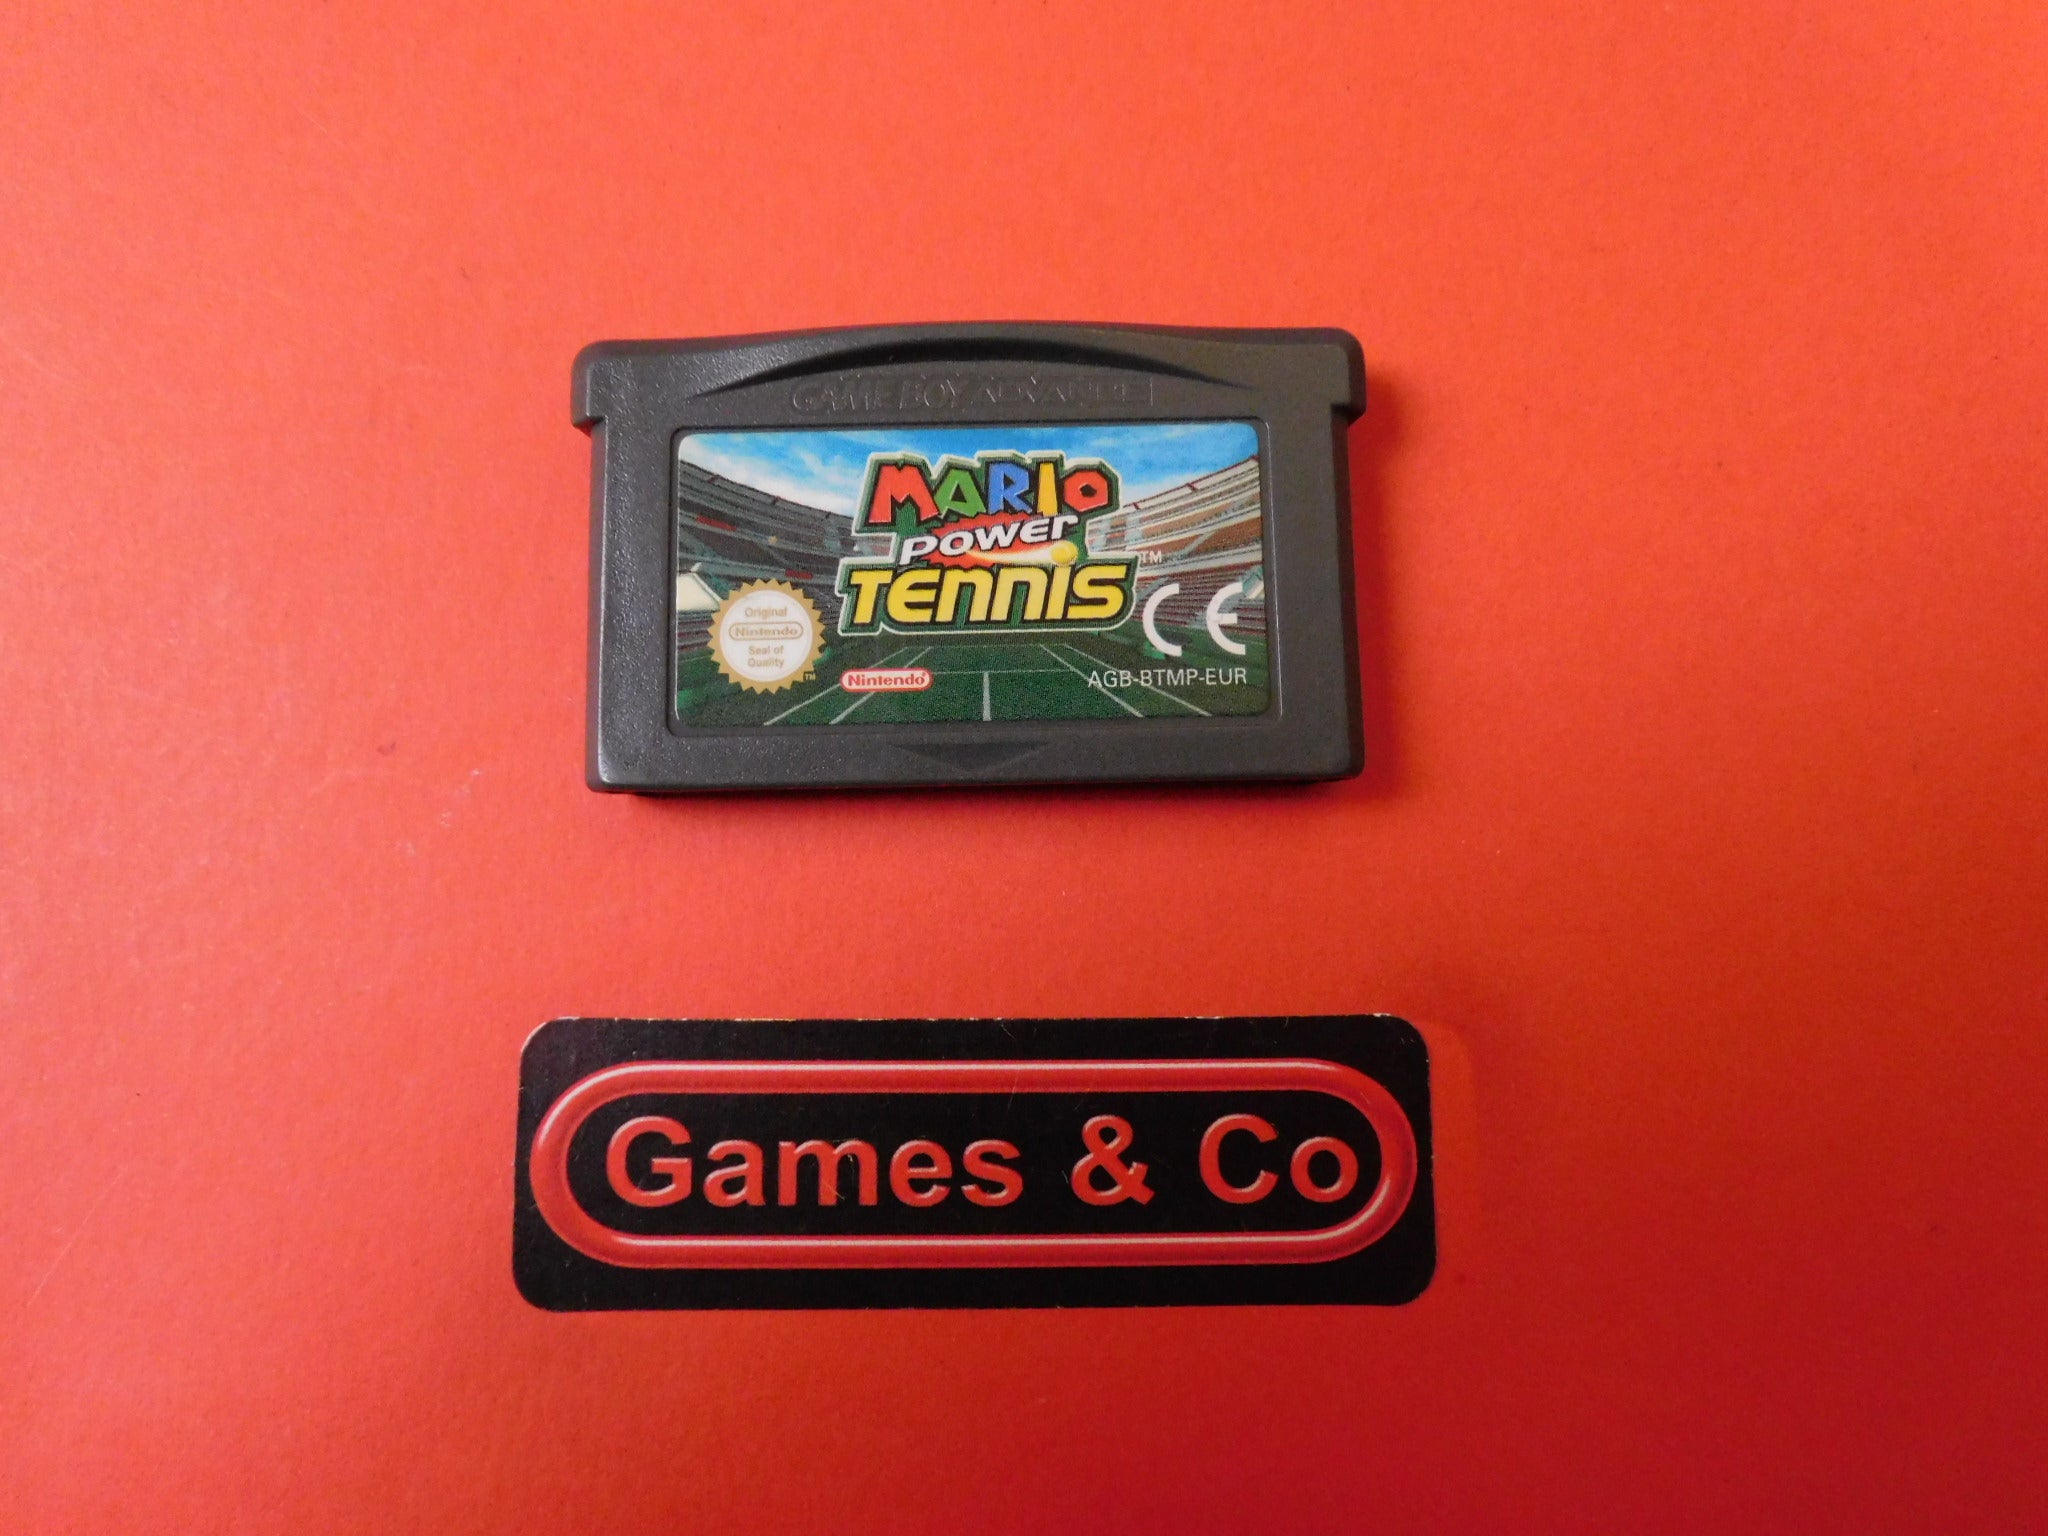 GAME BOY ADVANCE
MARIO
POWER
TENNIS
TM
Original
Nintendo
Seal of
Quality
TM
Nintendo
CE
AGB-BTMP-EUR
Games & Co